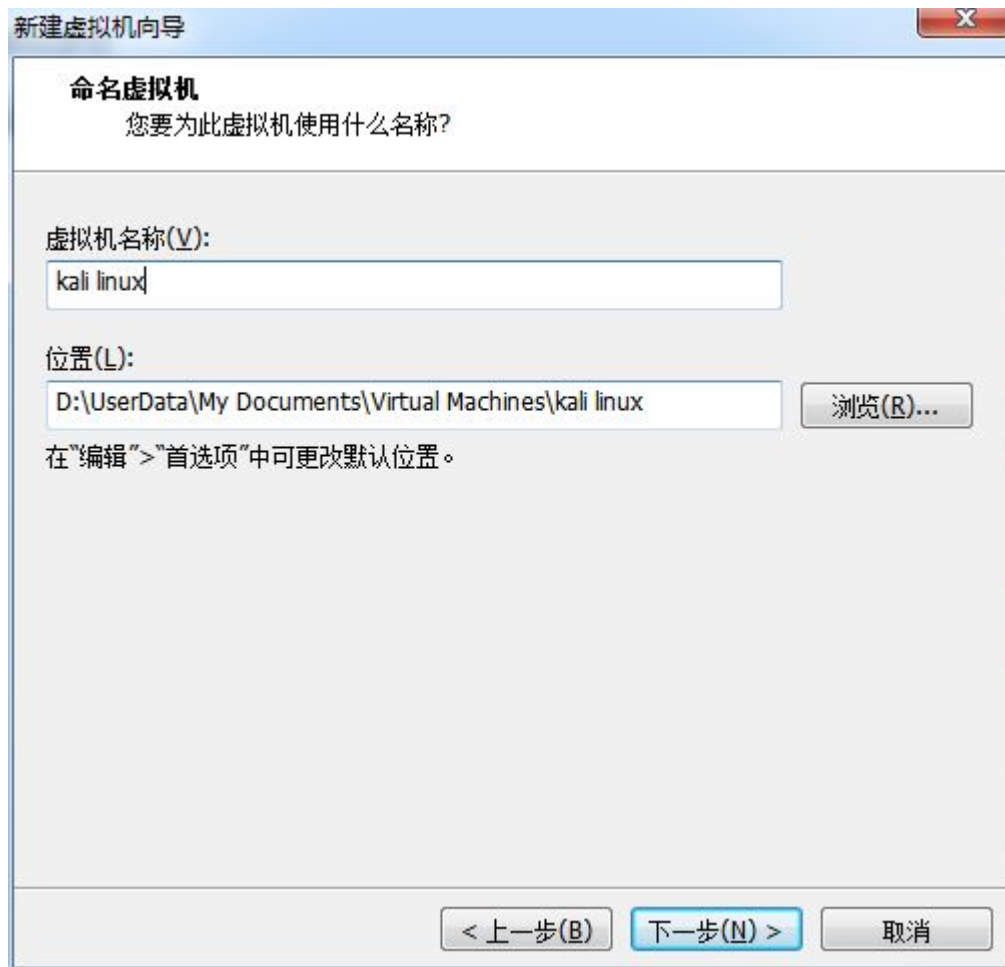 新建虚拟机向导
命名虚拟机
您要为此虚拟机使用什么名称?
虚拟机名称(V):
kali linux
位置(L):
D:\UserData\My Documents\Virtual Machines\kali linux
浏览(R)...
在"编辑">"首选项"中可更改默认位置。
< 上一步(B) 下一步(N) > 取消